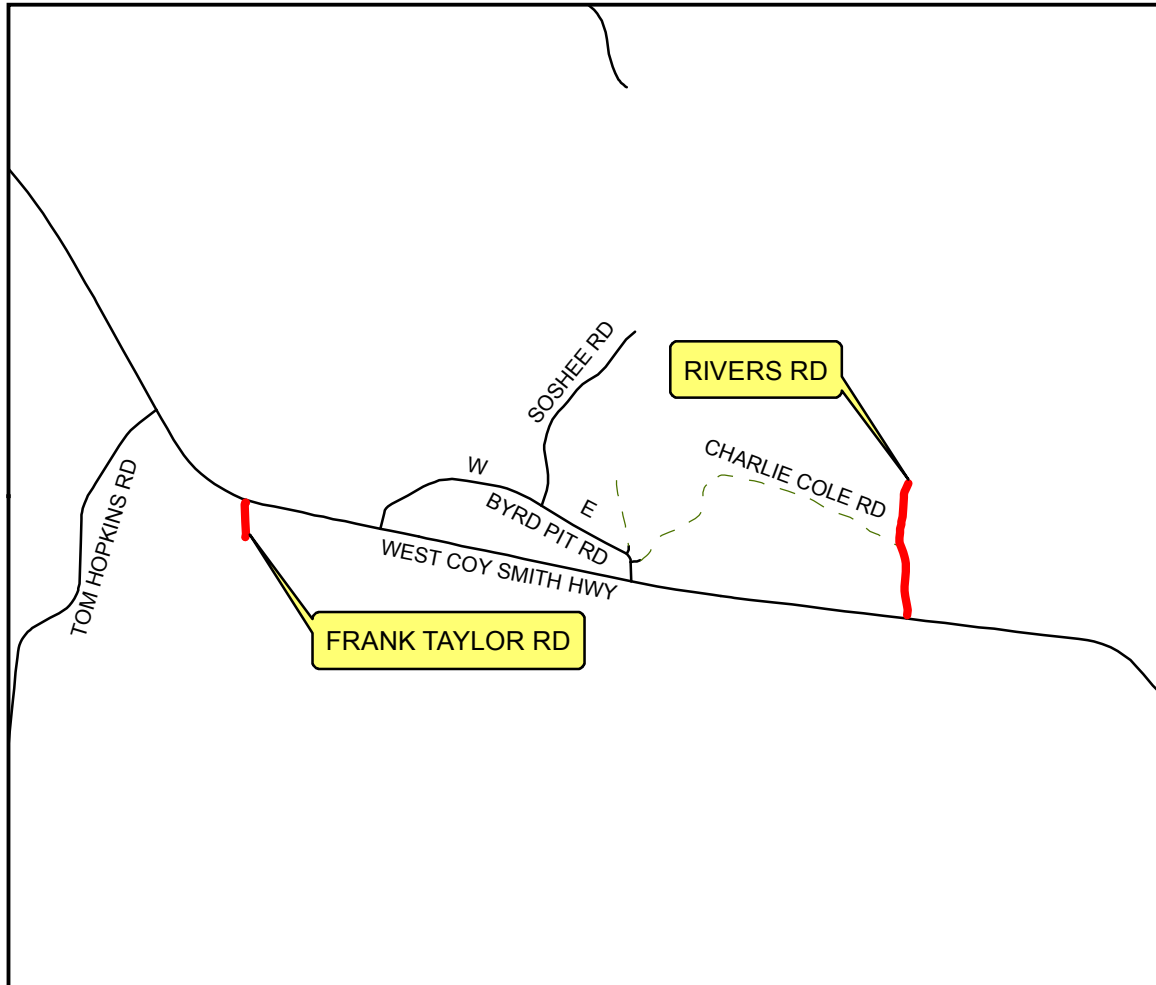 SOSHEE RD
RIVERS RD
CHARLIE COLE RD
W
E
BYRD PIT RD
TOM HOPKINS RD
WEST COY SMITH HWY
FRANK TAYLOR RD